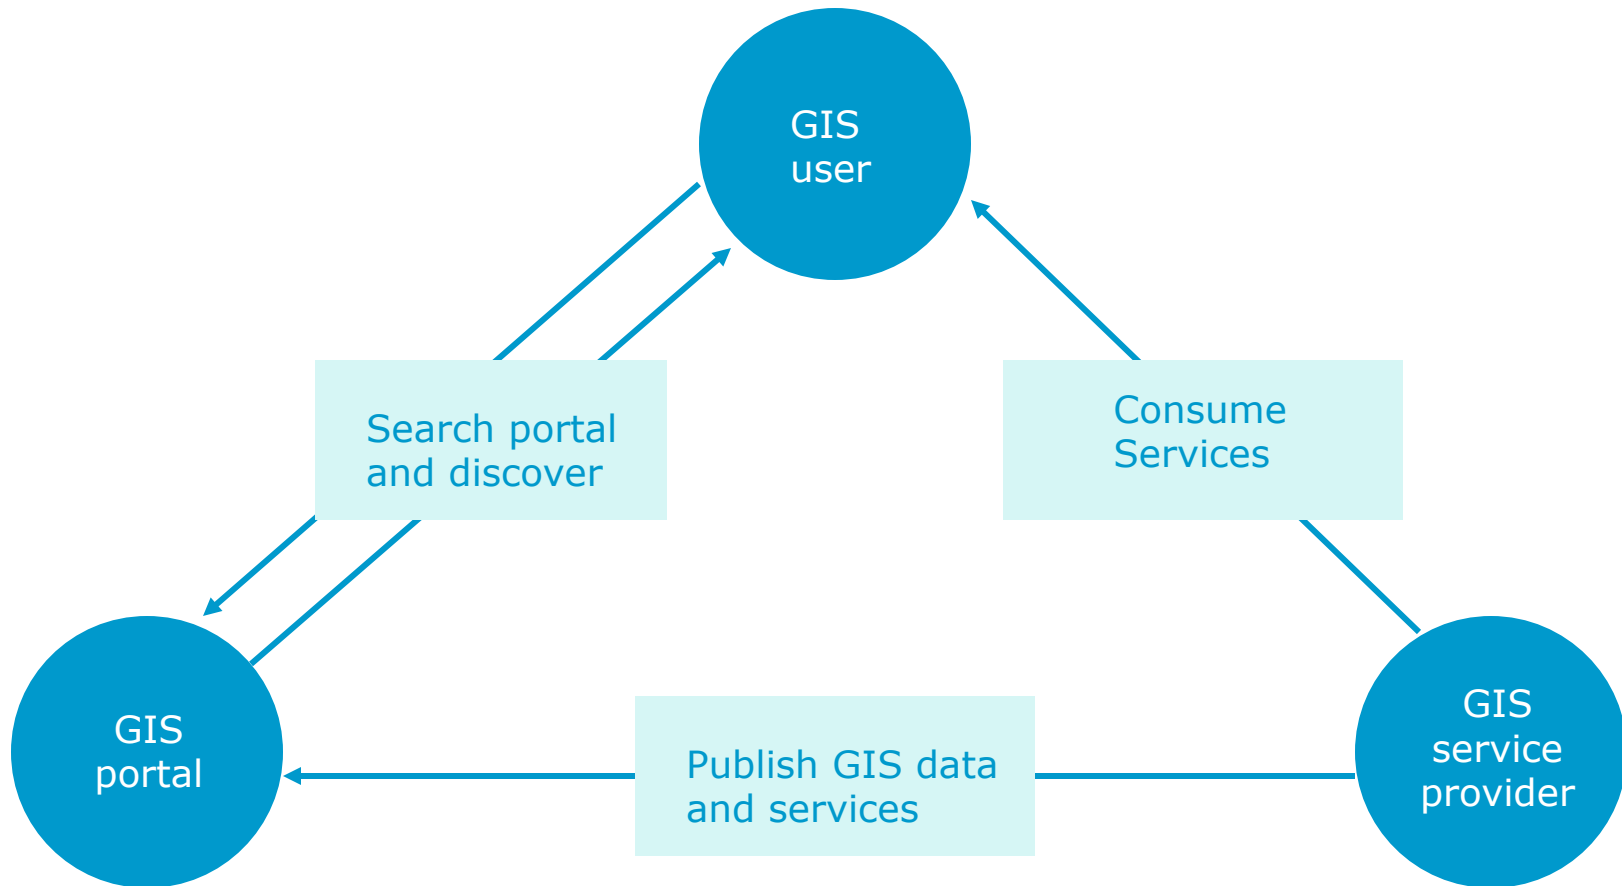 GIS
user
Search portal
and discover
Consume
Services
GIS
portal
Publish GIS data
and services
GIS
service
provider